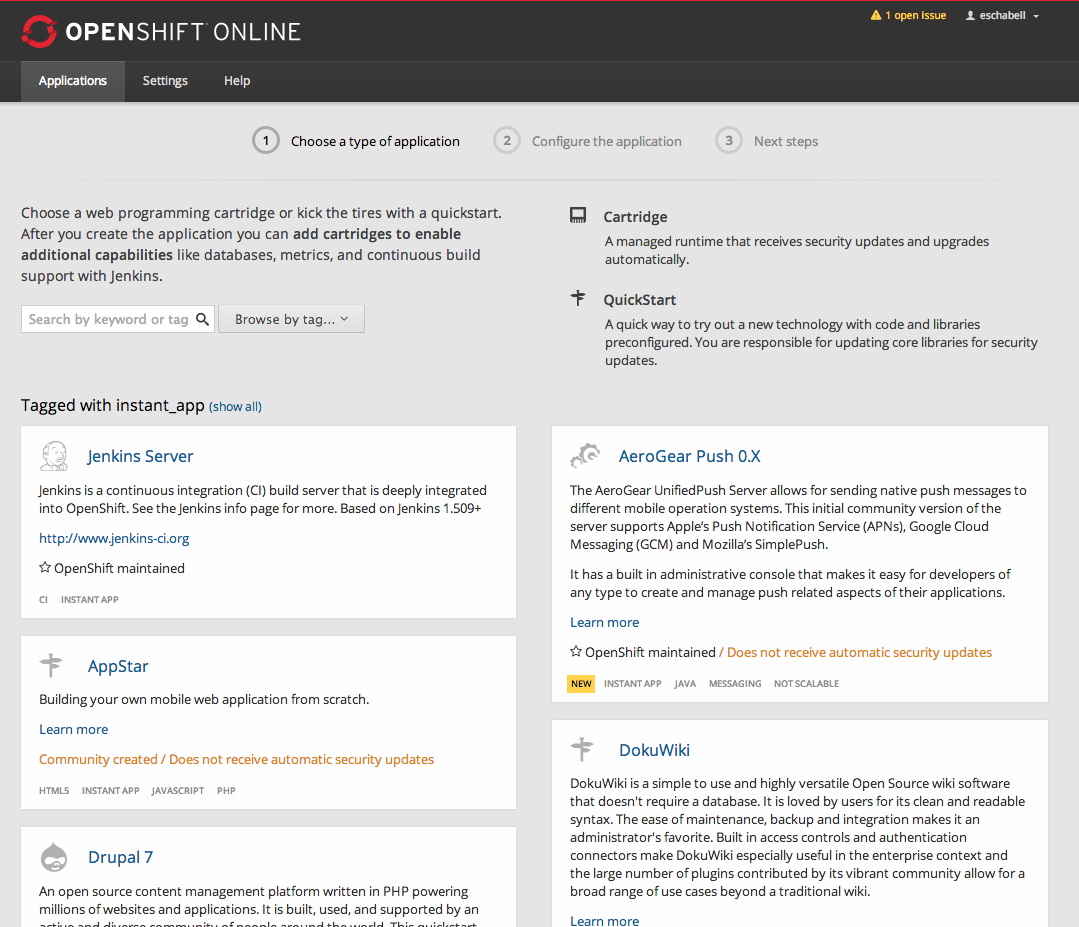 OPENSHIFT ONLINE
1 open issue
eschabell
Applications
Settings
Help
1 Choose a type of application
2 Configure the application
3 Next steps
Choose a web programming cartridge or kick the tires with a quickstart.
After you create the application you can add cartridges to enable
additional capabilities like databases, metrics, and continuous build
support with Jenkins.
Search by keyword or tag
Browse by tag...
Cartridge
A managed runtime that receives security updates and upgrades
automatically.
QuickStart
A quick way to try out a new technology with code and libraries
preconfigured. You are responsible for updating core libraries for security
updates.
Tagged with instant_app (show all)
Jenkins Server
Jenkins is a continuous integration (CI) build server that is deeply integrated
into OpenShift. See the Jenkins info page for more. Based on Jenkins 1.509+
http://www.jenkins-ci.org
OpenShift maintained
CI INSTANT APP
AppStar
Building your own mobile web application from scratch.
Learn more
Community created / Does not receive automatic security updates
HTML5 INSTANT APP JAVASCRIPT PHP
Drupal 7
An open source content management platform written in PHP powering
millions of websites and applications. It is built, used, and supported by an
active and diverse community of people around the world. This quickstart
AeroGear Push 0.X
The AeroGear UnifiedPush Server allows for sending native push messages to
different mobile operation systems. This initial community version of the
server supports Apple’s Push Notification Service (APNs), Google Cloud
Messaging (GCM) and Mozilla’s SimplePush.
It has a built in administrative console that makes it easy for developers of
any type to create and manage push related aspects of their applications.
Learn more
OpenShift maintained / Does not receive automatic security updates
NEW INSTANT APP JAVA MESSAGING NOT SCALABLE
DokuWiki
DokuWiki is a simple to use and highly versatile Open Source wiki software
that doesn't require a database. It is loved by users for its clean and readable
syntax. The ease of maintenance, backup and integration makes it an
administrator's favorite. Built in access controls and authentication
connectors make DokuWiki especially useful in the enterprise context and
the large number of plugins contributed by its vibrant community allow for a
broad range of use cases beyond a traditional wiki.
Learn more